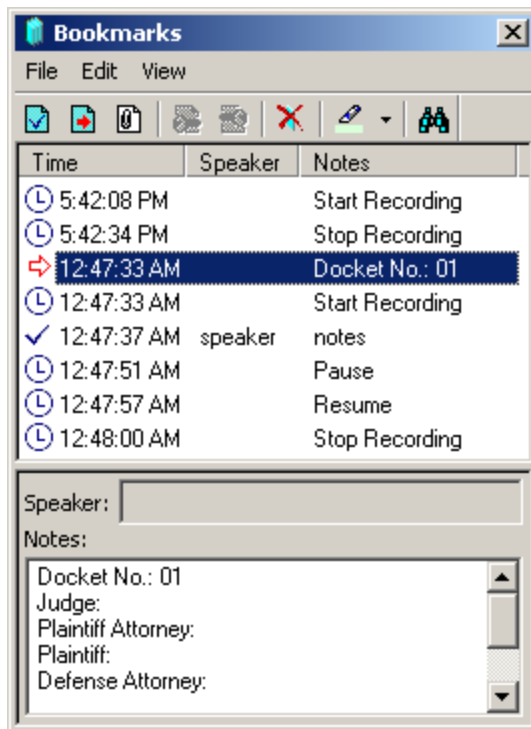 Bookmarks
File Edit View
Time Speaker Notes
5:42:08 PM Start Recording
5:42:34 PM Stop Recording
12:47:33 AM Docket No.: 01
12:47:33 AM Start Recording
12:47:37 AM speaker notes
12:47:51 AM Pause
12:47:57 AM Resume
12:48:00 AM Stop Recording
Speaker:
Notes:
Docket No.: 01
Judge:
Plaintiff Attorney:
Plaintiff:
Defense Attorney: